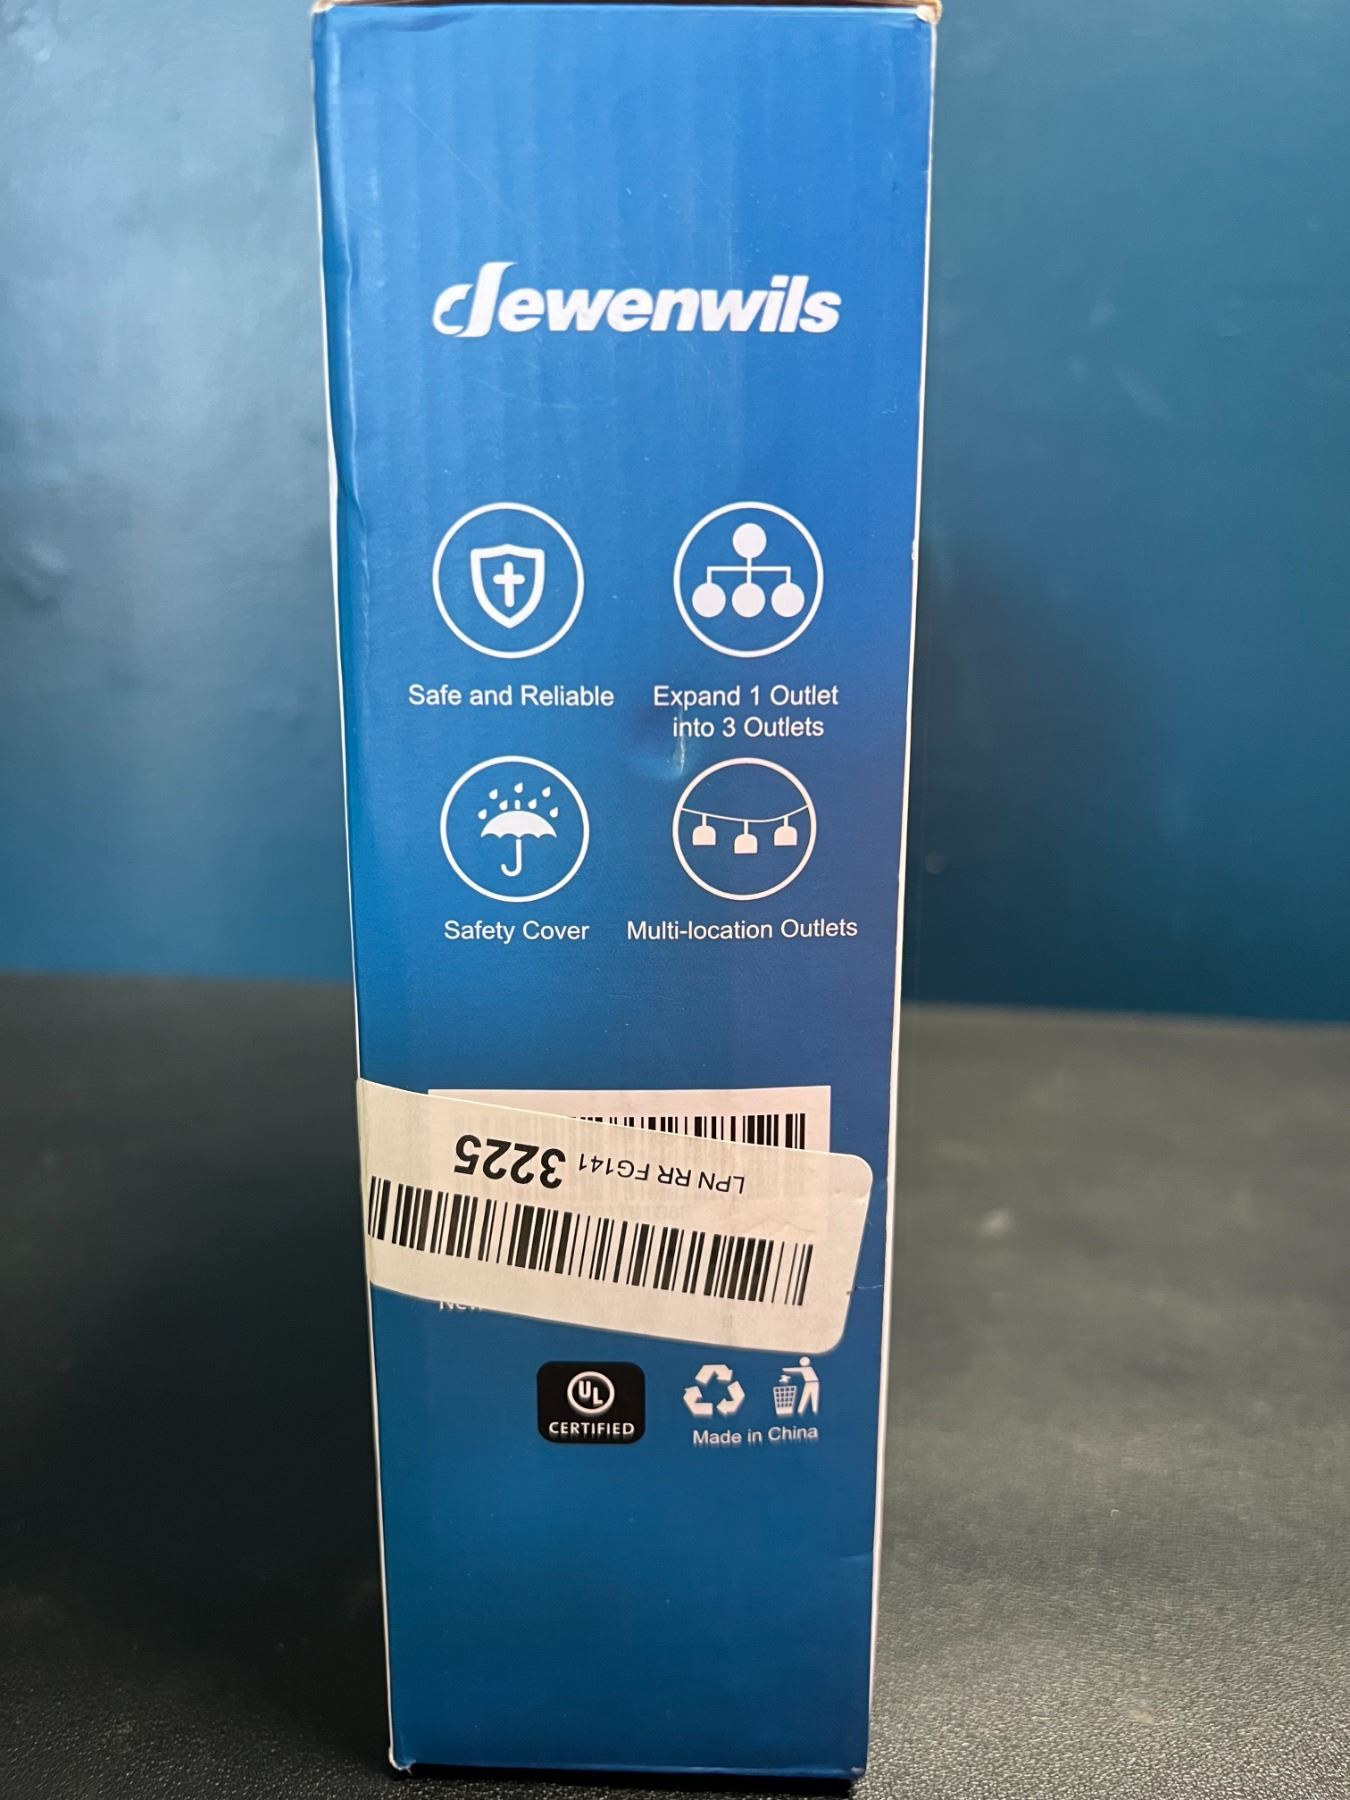 dewenwils
Safe and Reliable
Expand 1 Outlet
into 3 Outlets
Safety Cover
Multi-location Outlets
LPN RR FG141 3225
UL
CERTIFIED
Made in China